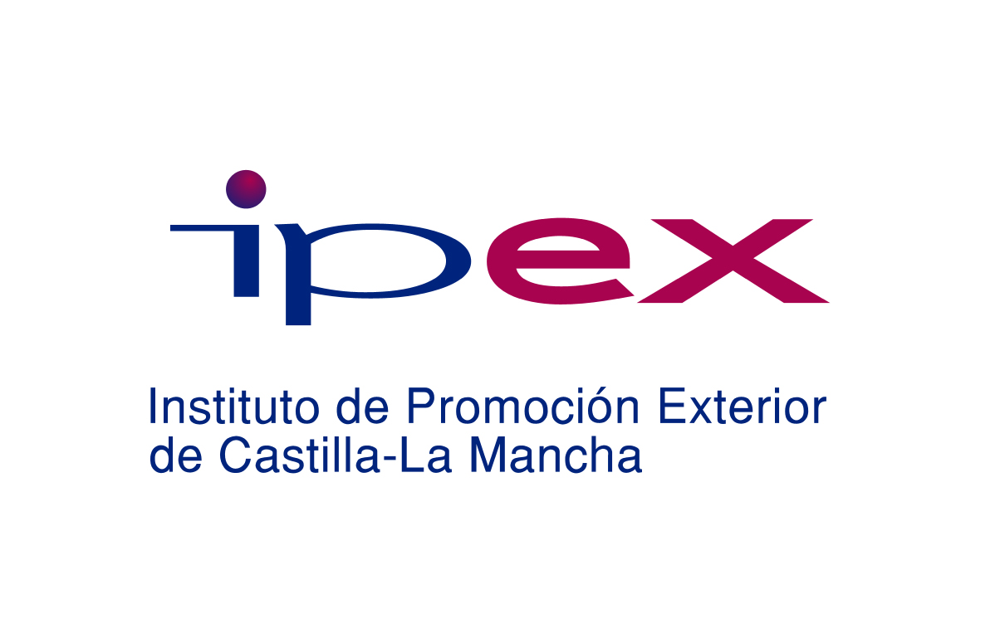 ipex
Instituto de Promoción Exterior
de Castilla-La Mancha